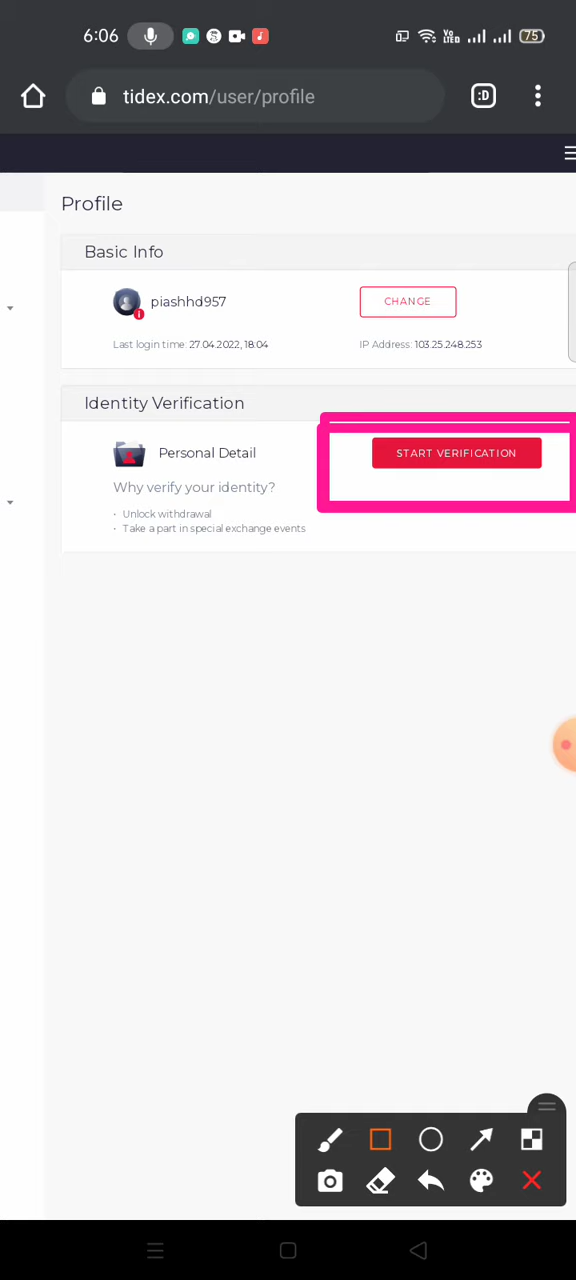 6:06
Vo
LTE
75
tidex.com/user/profile
:D
Profile
Basic Info
piashhd957
CHANGE
Last login time: 27.04.2022, 18:04
IP Address: 103.25.248.253
Identity Verification
Personal Detail
START VERIFICATION
Why verify your identity?
• Unlock withdrawal
• Take a part in special exchange events